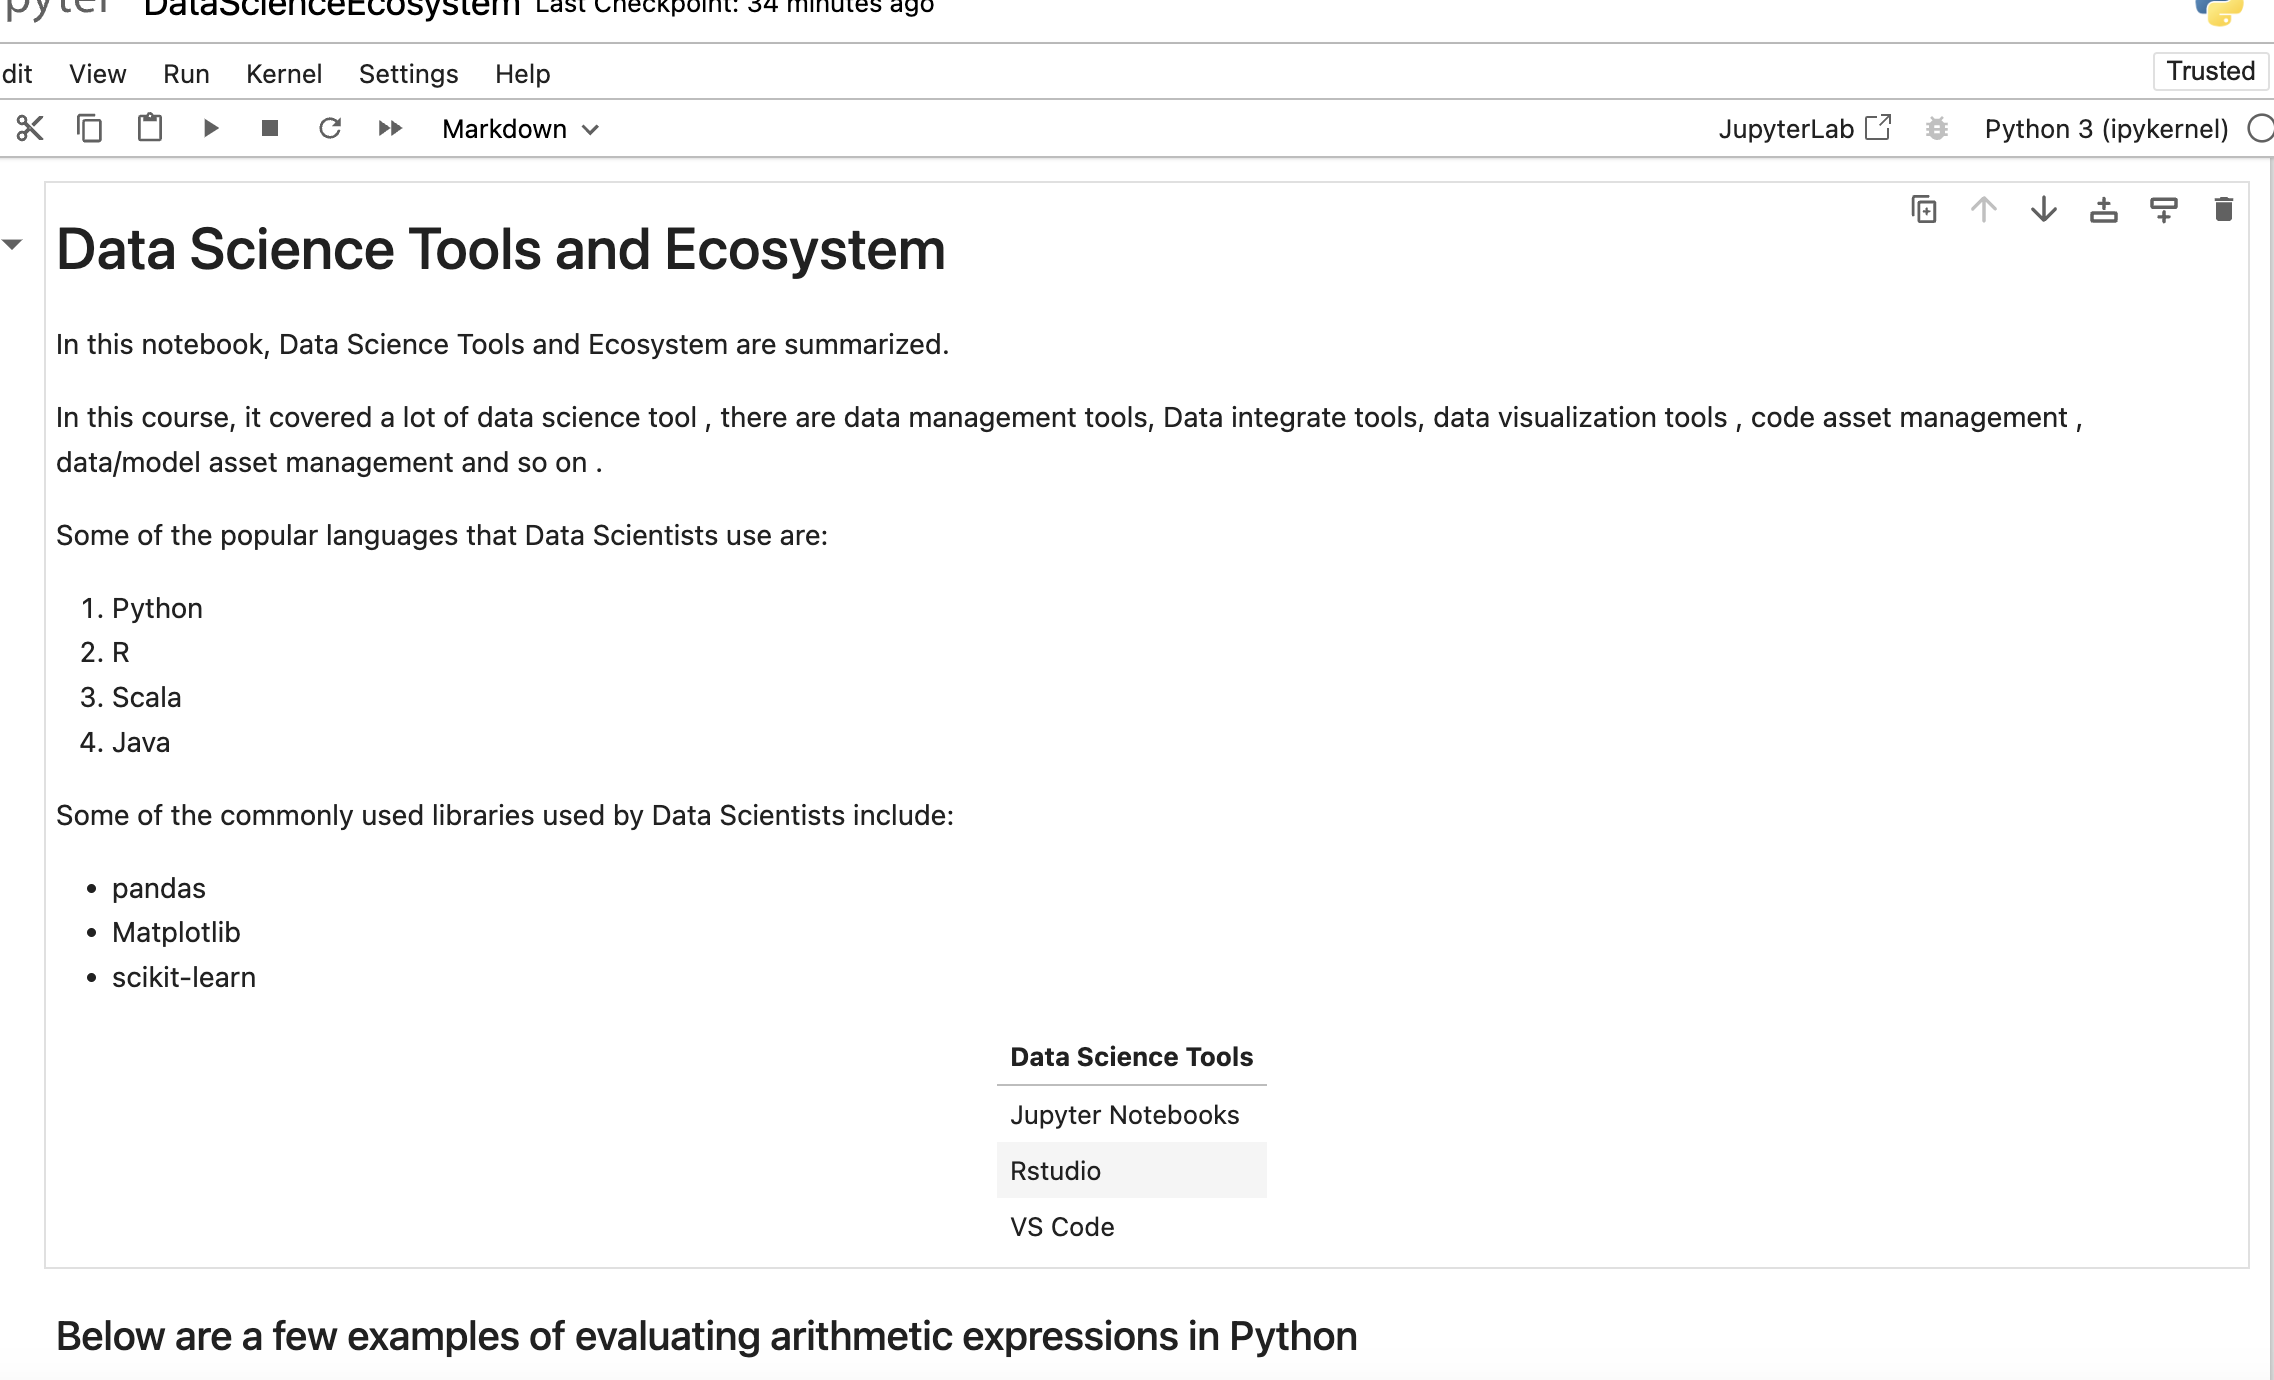 pyter DataScienceEcosystem Last Checkpoint: 34 minutes ago
dit View Run Kernel Settings Help Trusted
Markdown JupyterLab Python 3 (ipykernel)
Data Science Tools and Ecosystem
In this notebook, Data Science Tools and Ecosystem are summarized.
In this course, it covered a lot of data science tool , there are data management tools, Data integrate tools, data visualization tools , code asset management ,
data/model asset management and so on .
Some of the popular languages that Data Scientists use are:
1. Python
2. R
3. Scala
4. Java
Some of the commonly used libraries used by Data Scientists include:
• pandas
• Matplotlib
• scikit-learn
Data Science Tools
Jupyter Notebooks
Rstudio
VS Code
Below are a few examples of evaluating arithmetic expressions in Python